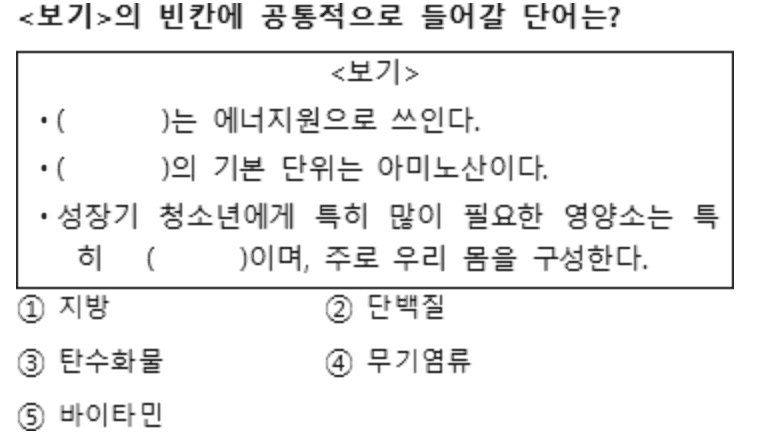 <보기>의 빈칸에 공통적으로 들어갈 단어는?
<보기>
•(        )는 에너지원으로 쓰인다.
•(        )의 기본 단위는 아미노산이다.
•성장기 청소년에게 특히 많이 필요한 영양소는 특
히 (        )이며, 주로 우리 몸을 구성한다.
① 지방 ② 단백질
③ 탄수화물 ④ 무기염류
⑤ 바이타민